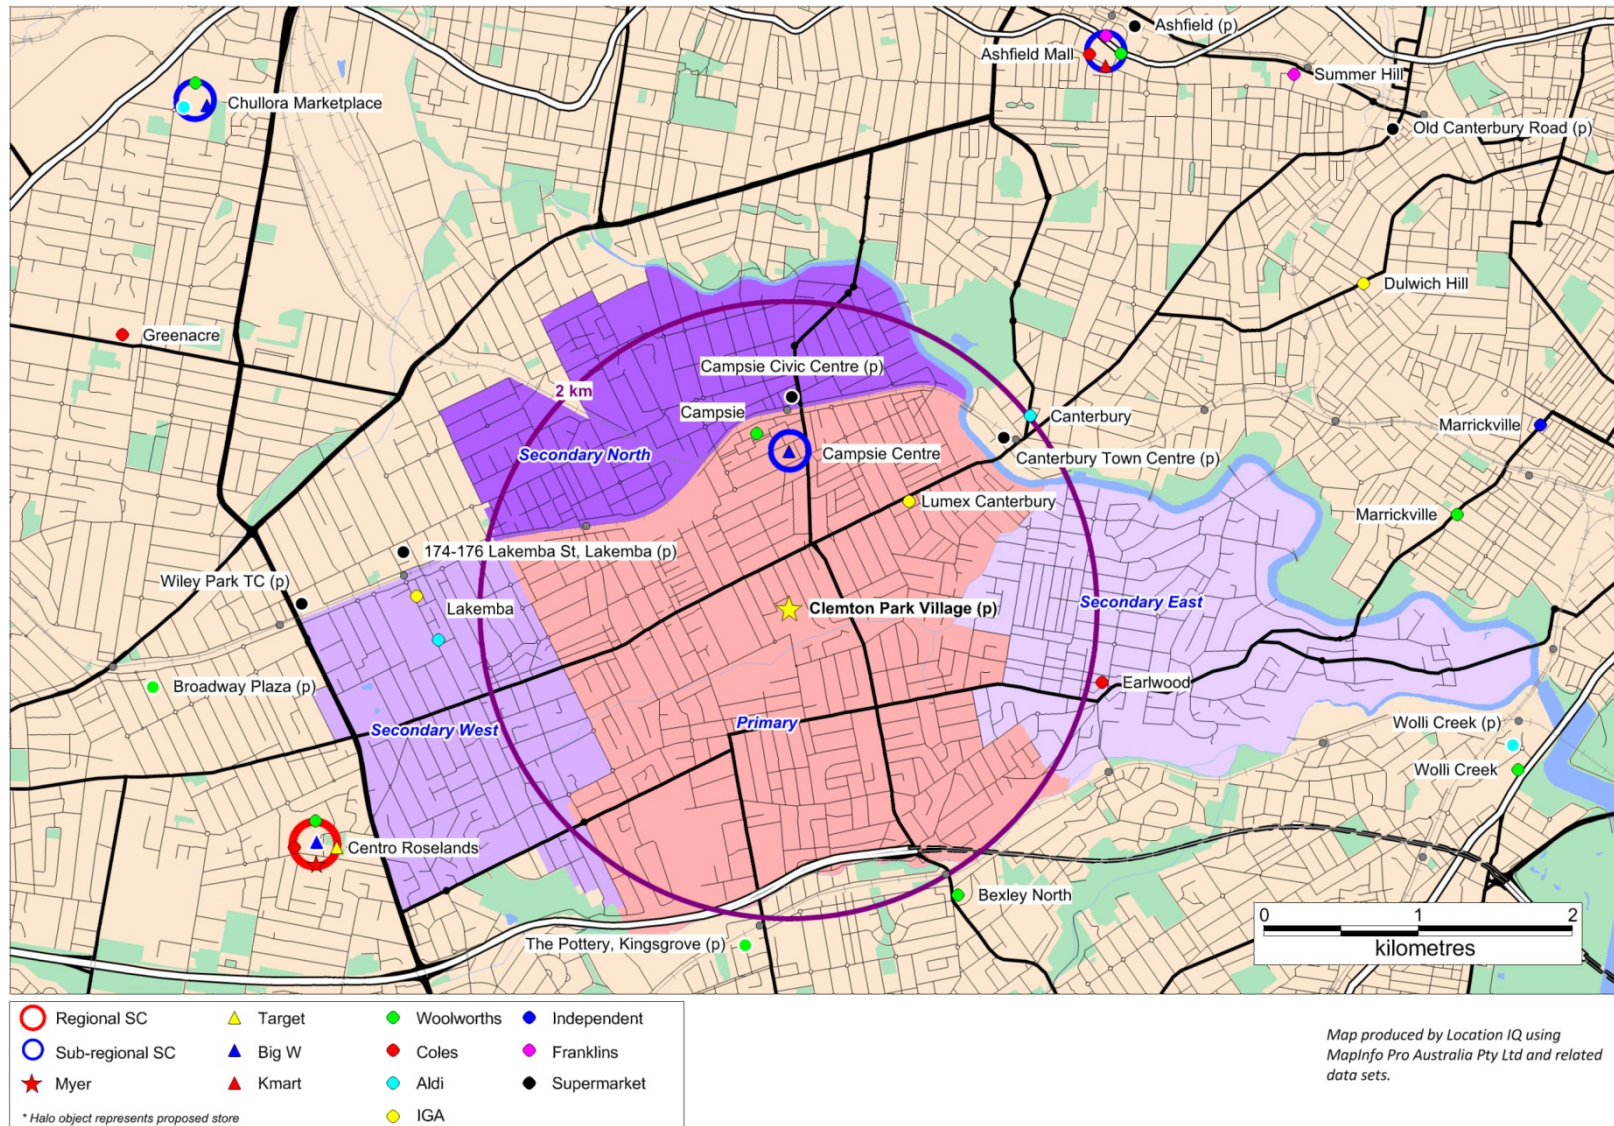 Ashfield (p)
Ashfield Mall
Summer Hill
Chullora Marketplace
Old Canterbury Road (p)
Dulwich Hill
Greenacre
Campsie Civic Centre (p)
2 km
Campsie
Canterbury
Marrickville
Secondary North
Campsie Centre
Canterbury Town Centre (p)
Lumex Canterbury
Marrickville
174-176 Lakemba St, Lakemba (p)
Wiley Park TC (p)
Lakemba
Clemton Park Village (p)
Secondary East
Broadway Plaza (p)
Earlwood
Secondary West
Primary
Wolli Creek (p)
Wolli Creek
Centro Roselands
Bexley North
The Pottery, Kingsgrove (p)
0 1 2
kilometres
Regional SC
Sub-regional SC
Myer
* Halo object represents proposed store
Target
Big W
Kmart
Woolworths
Coles
Aldi
IGA
Independent
Franklins
Supermarket
Map produced by Location IQ using
MapInfo Pro Australia Pty Ltd and related
data sets.